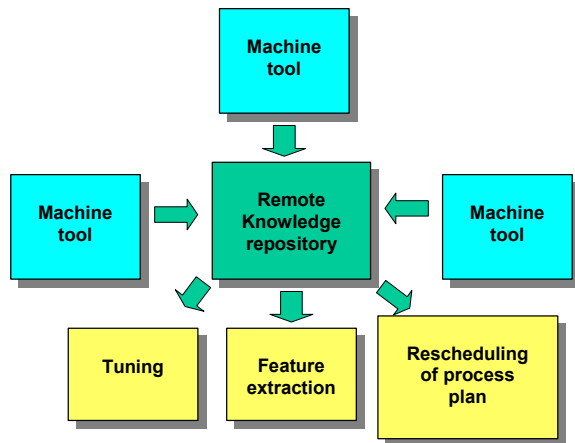 Machine
tool
Machine
tool
Remote
Knowledge
repository
Machine
tool
Tuning
Feature
extraction
Rescheduling
of process
plan